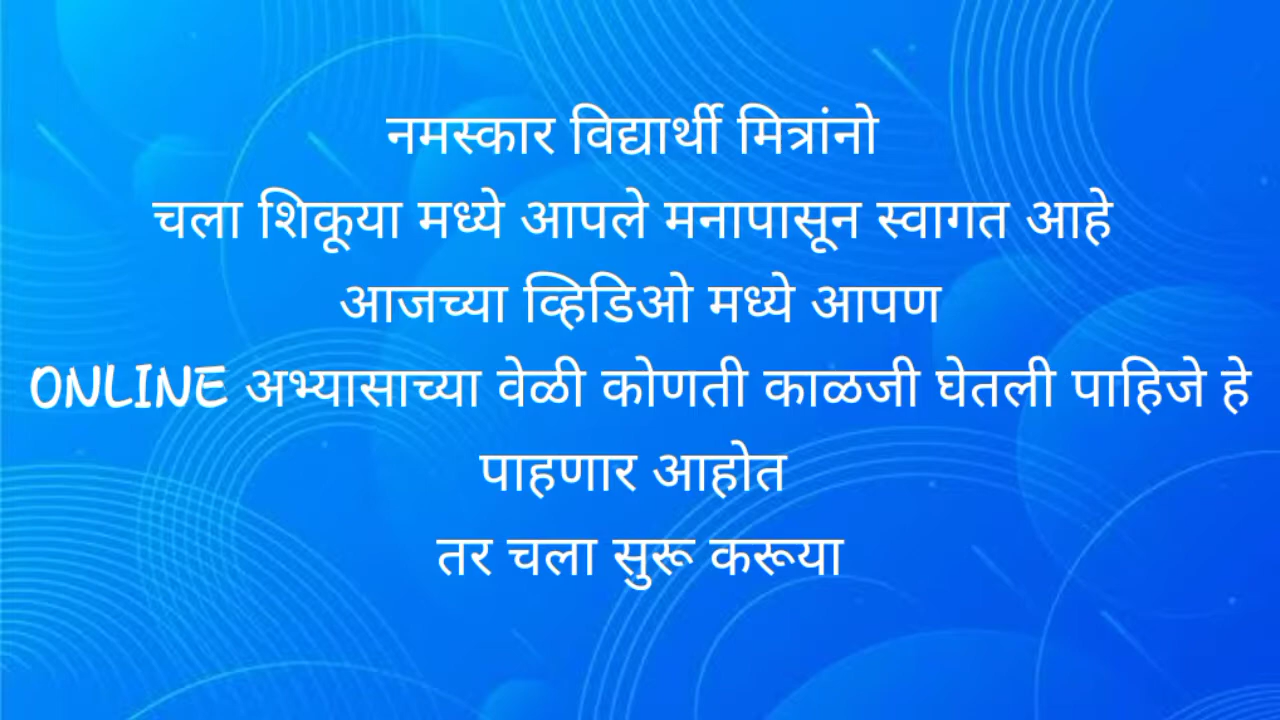 नमस्कार विद्यार्थी मित्रांनो
चला शिकूया मध्ये आपले मनापासून स्वागत आहे
आजच्या व्हिडिओ मध्ये आपण
ONLINE अभ्यासाच्या वेळी कोणती काळजी घेतली पाहिजे हे
पाहणार आहोत
तर चला सुरू करूया